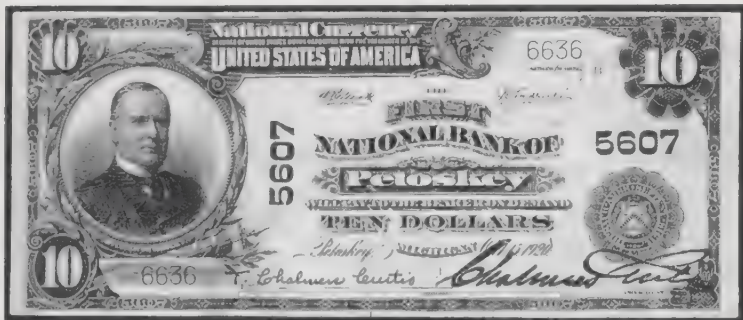 10
National Currency
UNITED STATES OF AMERICA
6636
10
THE
FIRST
NATIONAL BANK OF
5607
5607
Petoskey
WILL PAY TO THE BEARER ON DEMAND
TEN DOLLARS
Petoskey, MICHIGAN
10
6636
Chalmers Curtis
Chalmers Curtis